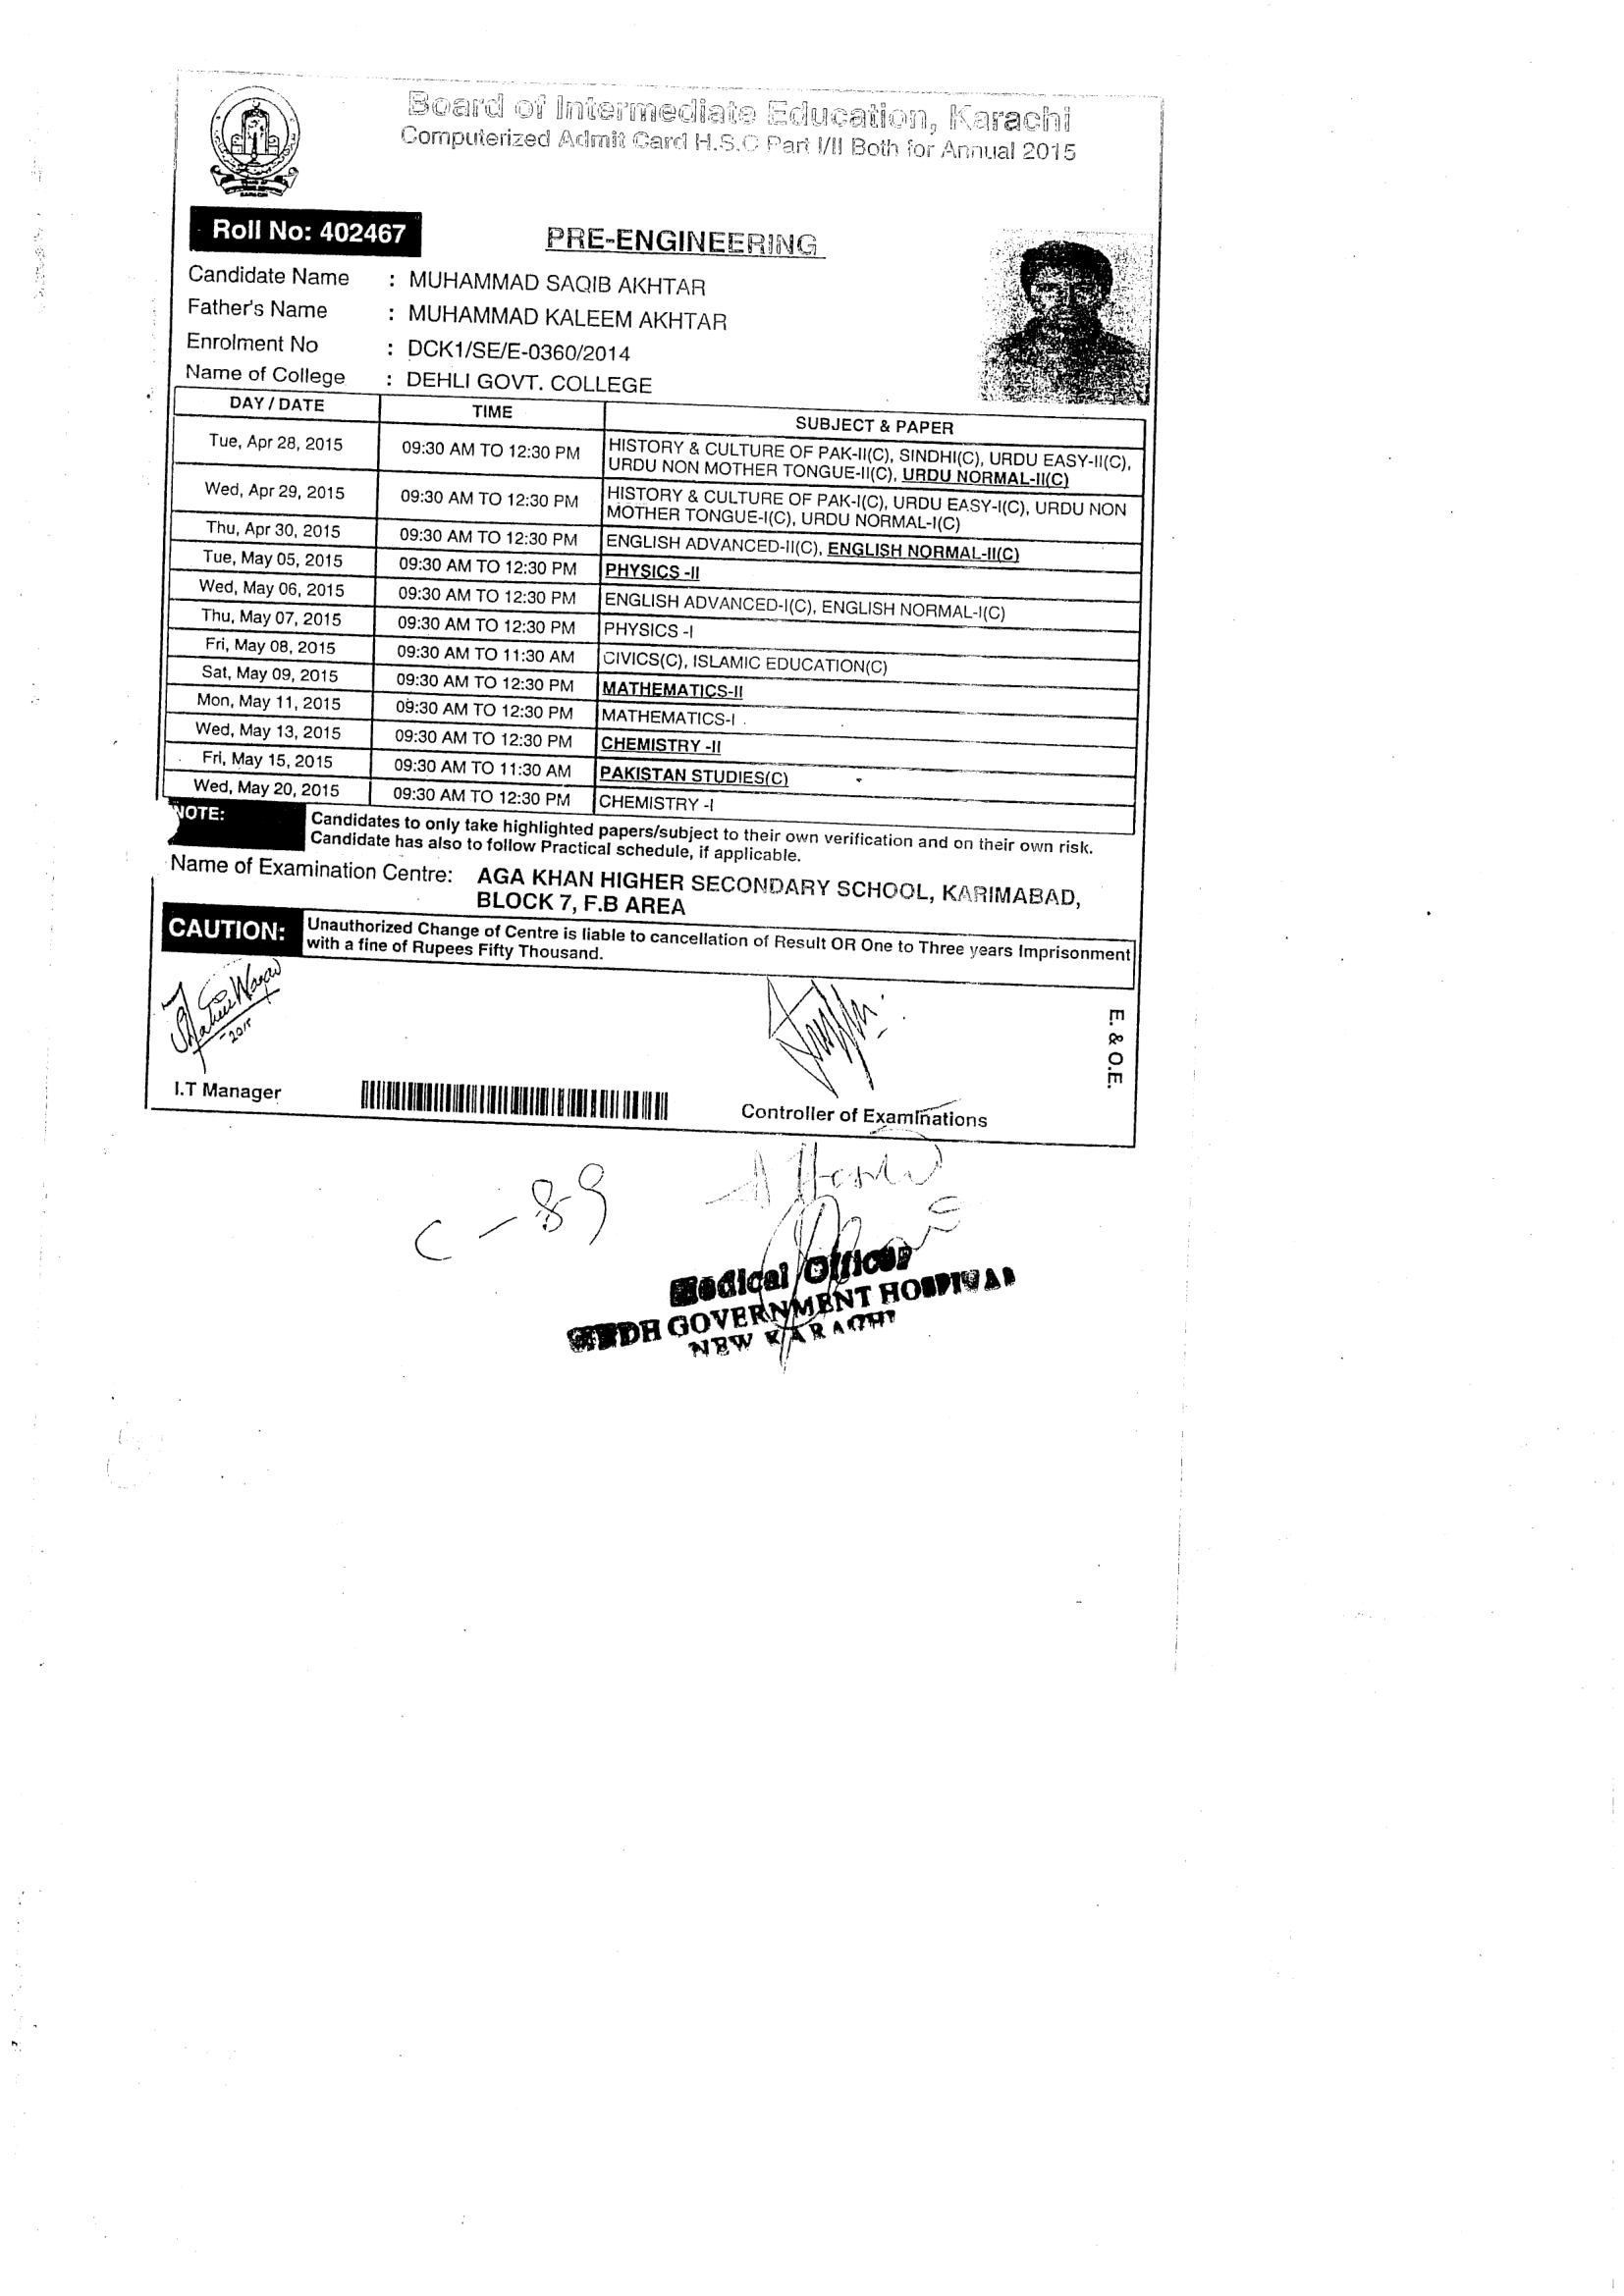 Board of Intermediate Education, Karachi
Computerized Admit Card H.S.C Part I/II Both for Annual 2015
Roll No: 402467
PRE-ENGINEERING
Candidate Name : MUHAMMAD SAQIB AKHTAR
Father's Name : MUHAMMAD KALEEM AKHTAR
Enrolment No : DCK1/SE/E-0360/2014
Name of College : DEHLI GOVT. COLLEGE
DAY / DATE TIME SUBJECT & PAPER
Tue, Apr 28, 2015 09:30 AM TO 12:30 PM HISTORY & CULTURE OF PAK-II(C), SINDHI(C), URDU EASY-II(C),
URDU NON MOTHER TONGUE-II(C), URDU NORMAL-II(C)
Wed, Apr 29, 2015 09:30 AM TO 12:30 PM HISTORY & CULTURE OF PAK-I(C), URDU EASY-I(C), URDU NON
MOTHER TONGUE-I(C), URDU NORMAL-I(C)
Thu, Apr 30, 2015 09:30 AM TO 12:30 PM ENGLISH ADVANCED-II(C), ENGLISH NORMAL-II(C)
Tue, May 05, 2015 09:30 AM TO 12:30 PM PHYSICS -II
Wed, May 06, 2015 09:30 AM TO 12:30 PM ENGLISH ADVANCED-I(C), ENGLISH NORMAL-I(C)
Thu, May 07, 2015 09:30 AM TO 12:30 PM PHYSICS -I
Fri, May 08, 2015 09:30 AM TO 11:30 AM CIVICS(C), ISLAMIC EDUCATION(C)
Sat, May 09, 2015 09:30 AM TO 12:30 PM MATHEMATICS-II
Mon, May 11, 2015 09:30 AM TO 12:30 PM MATHEMATICS-I
Wed, May 13, 2015 09:30 AM TO 12:30 PM CHEMISTRY -II
Fri, May 15, 2015 09:30 AM TO 11:30 AM PAKISTAN STUDIES(C)
Wed, May 20, 2015 09:30 AM TO 12:30 PM CHEMISTRY -I
NOTE: Candidates to only take highlighted papers/subject to their own verification and on their own risk.
Candidate has also to follow Practical schedule, if applicable.
Name of Examination Centre: AGA KHAN HIGHER SECONDARY SCHOOL, KARIMABAD,
BLOCK 7, F.B AREA
CAUTION: Unauthorized Change of Centre is liable to cancellation of Result OR One to Three years Imprisonment
with a fine of Rupees Fifty Thousand.
2015
E. & O.E.
I.T Manager
Controller of Examinations
C - 89
Medical Officer
SINDH GOVERNMENT HOSPITAL
NEW KARACHI